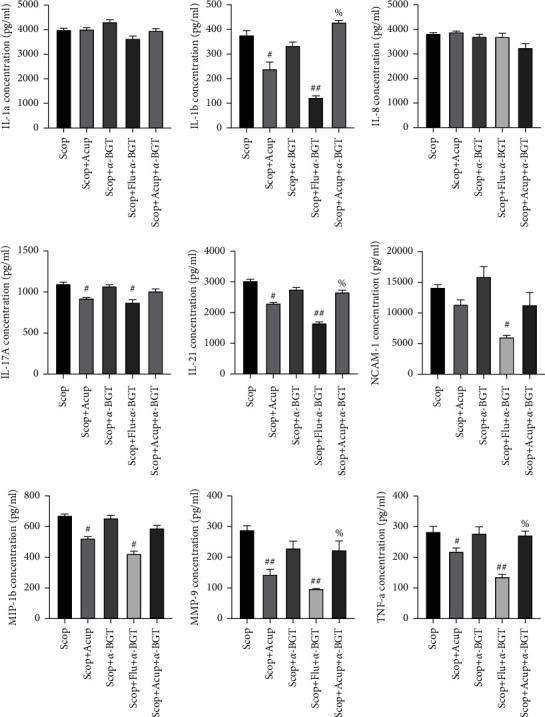 IL-1a concentration (pg/ml)
5000
4000
3000
2000
1000
0
Scop
Scop+Acup
Scop+α-BGT
Scop+Flu+α-BGT
Scop+Acup+α-BGT
IL-1b concentration (pg/ml)
500
400
300
200
100
0
#
##
%
Scop
Scop+Acup
Scop+α-BGT
Scop+Flu+α-BGT
Scop+Acup+α-BGT
IL-8 concentration (pg/ml)
5000
4000
3000
2000
1000
0
Scop
Scop+Acup
Scop+α-BGT
Scop+Flu+α-BGT
Scop+Acup+α-BGT
IL-17A concentration (pg/ml)
1500
1000
500
0
#
#
Scop
Scop+Acup
Scop+α-BGT
Scop+Flu+α-BGT
Scop+Acup+α-BGT
IL-21 concentration (pg/ml)
4000
3000
2000
1000
0
#
##
%
Scop
Scop+Acup
Scop+α-BGT
Scop+Flu+α-BGT
Scop+Acup+α-BGT
NCAM-1 concentration (pg/ml)
20000
15000
10000
5000
0
#
Scop
Scop+Acup
Scop+α-BGT
Scop+Flu+α-BGT
Scop+Acup+α-BGT
MIP-1b concentration (pg/ml)
800
600
400
200
0
#
#
Scop
Scop+Acup
Scop+α-BGT
Scop+Flu+α-BGT
Scop+Acup+α-BGT
MMP-9 concentration (pg/ml)
400
300
200
100
0
##
##
%
Scop
Scop+Acup
Scop+α-BGT
Scop+Flu+α-BGT
Scop+Acup+α-BGT
TNF-a concentration (pg/ml)
400
300
200
100
0
#
##
%
Scop
Scop+Acup
Scop+α-BGT
Scop+Flu+α-BGT
Scop+Acup+α-BGT